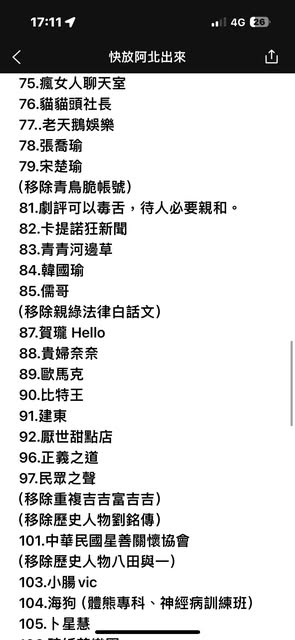 17:11
4G
26
快放阿北出來
75.瘋女人聊天室
76.貓貓頭社長
77..老天鵝娛樂
78.張喬瑜
79.宋楚瑜
（移除青鳥脆帳號）
81.劇評可以毒舌，待人必要親和。
82.卡提諾狂新聞
83.青青河邊草
84.韓國瑜
85.儒哥
（移除親綠法律白話文）
87.賀瓏 Hello
88.貴婦奈奈
89.歐馬克
90.比特王
91.建東
92.厭世甜點店
96.正義之道
97.民眾之聲
（移除重複吉吉富吉吉）
（移除歷史人物劉銘傳）
101.中華民國星善關懷協會
（移除歷史人物八田與一）
103.小腸 vic
104.海狗（體熊專科、神經病訓練班）
105.卜星慧